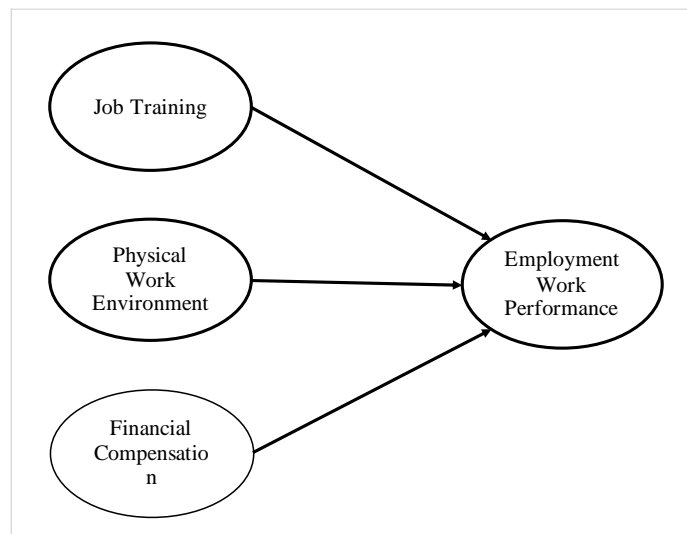 Job Training
Physical
Work
Environment
Employment
Work
Performance
Financial
Compensatio
n